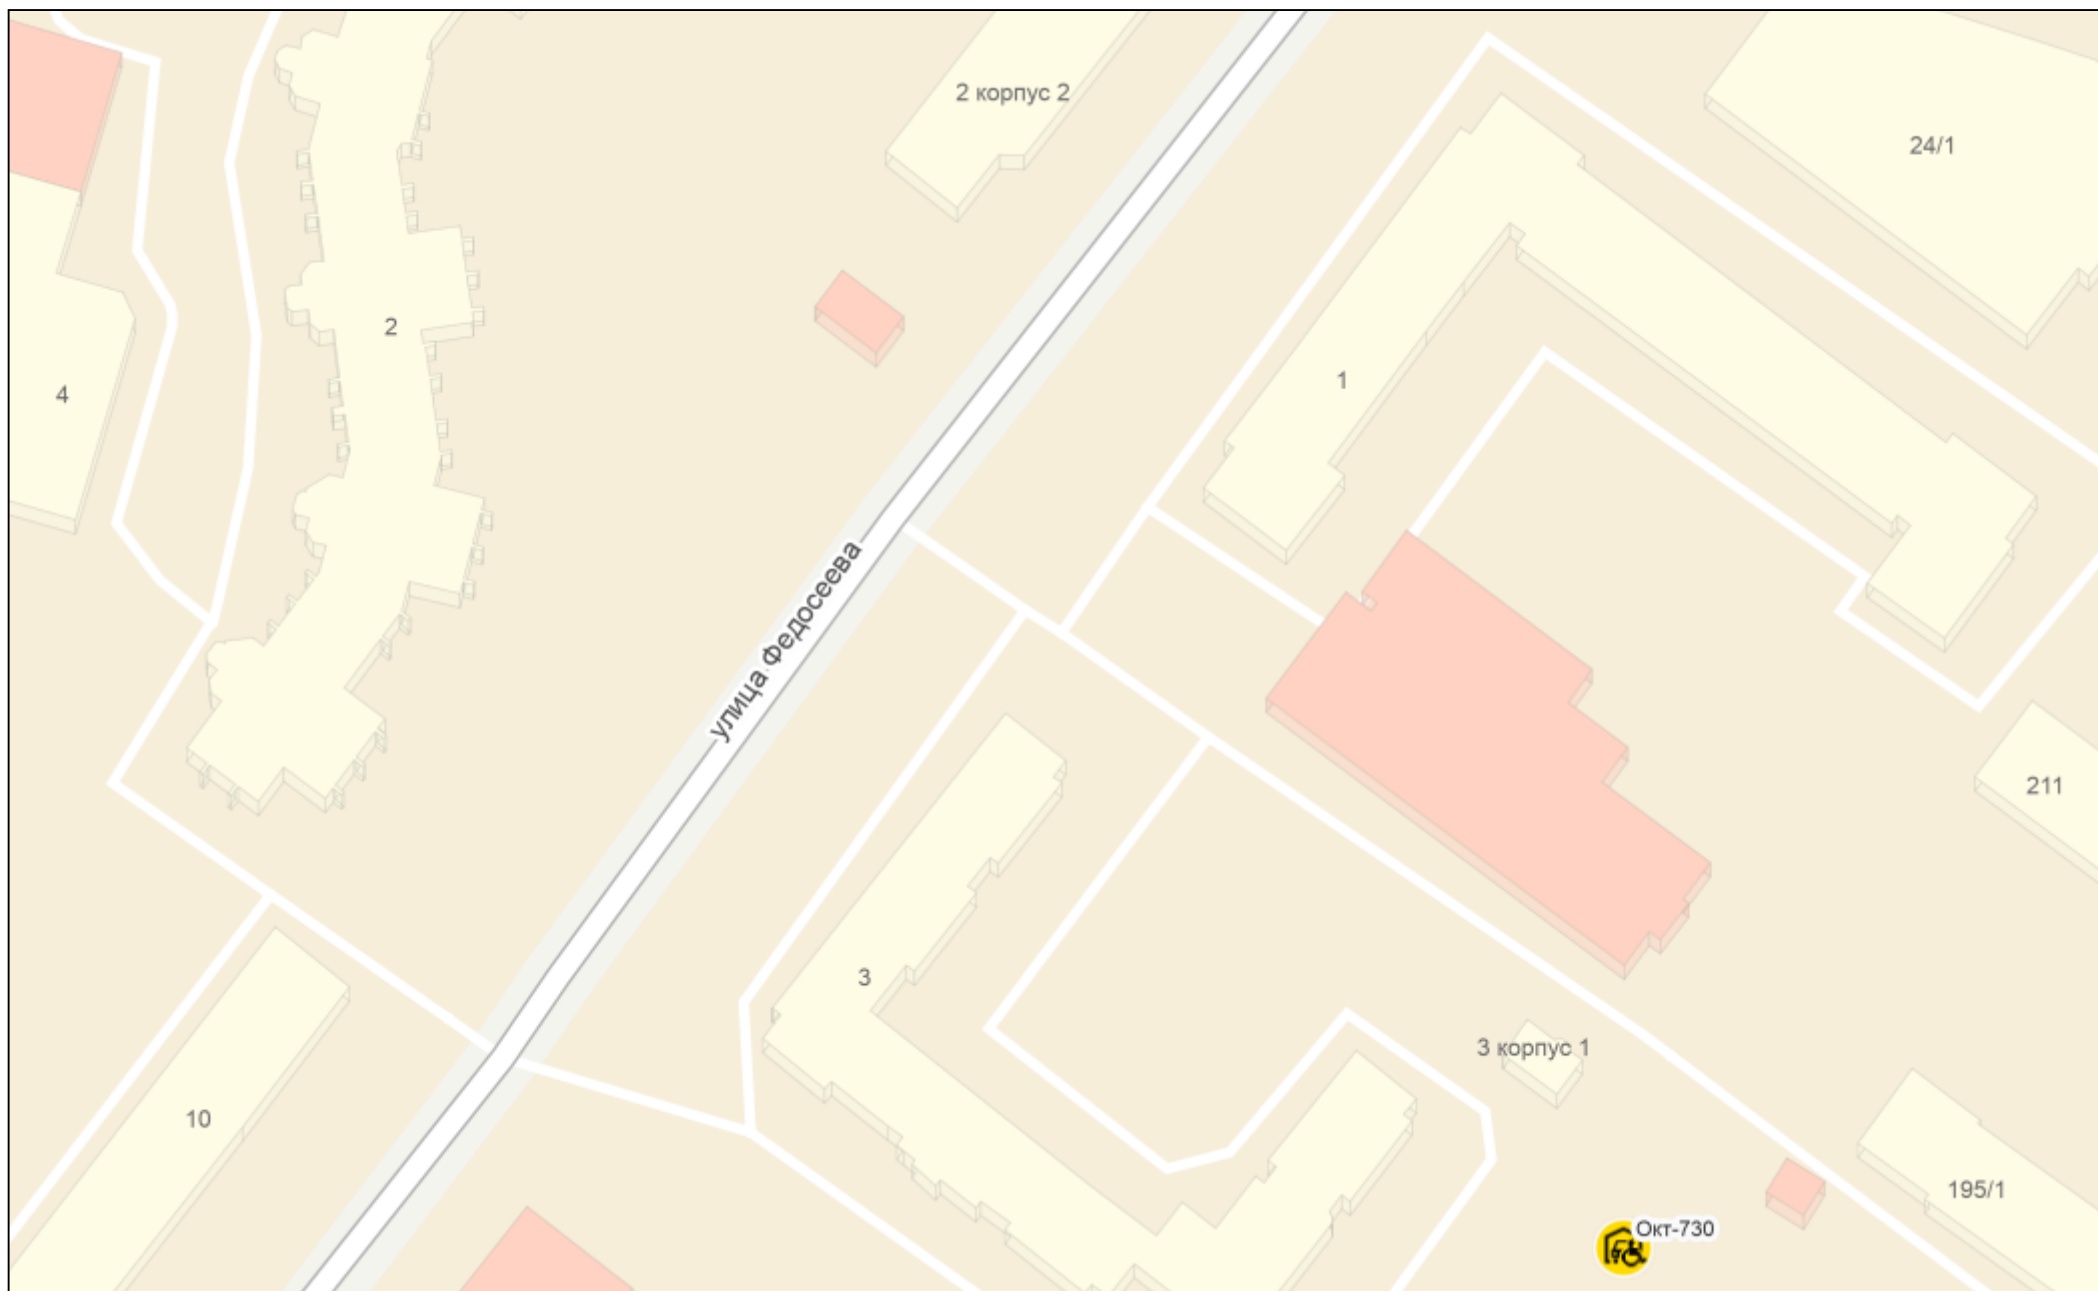 2 корпус 2
24/1
2
1
4
улица Федосеева
211
3
3 корпус 1
10
195/1
Окт-730